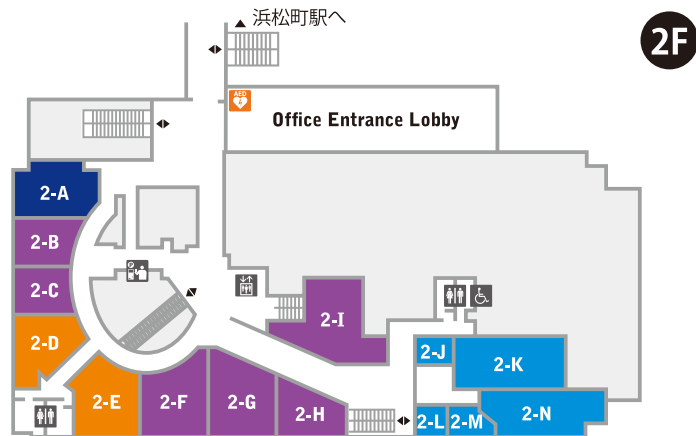 浜松町駅へ
2F
AED
Office Entrance Lobby
2-A
2-B
2-C
2-D
2-E
2-F
2-G
2-H
2-I
2-J
2-K
2-L
2-M
2-N